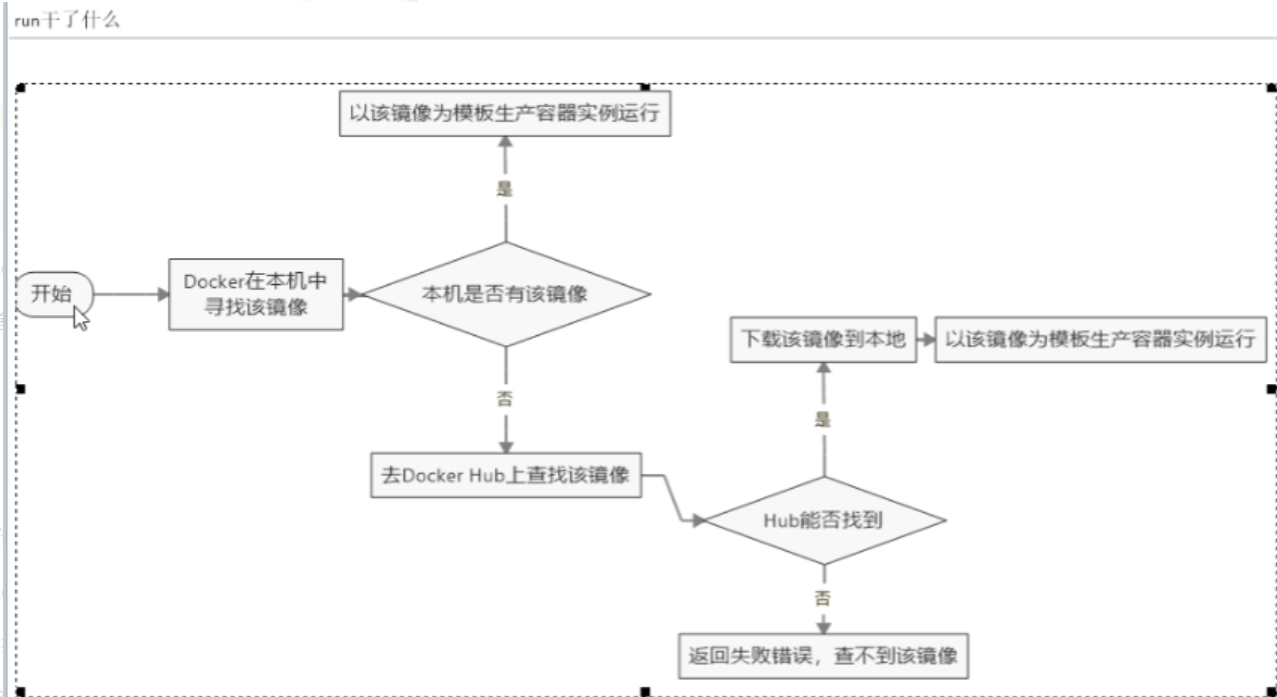 run干了什么
以该镜像为模板生产容器实例运行
是
开始
Docker在本机中
寻找该镜像
本机是否有该镜像
否
去Docker Hub上查找该镜像
下载该镜像到本地
以该镜像为模板生产容器实例运行
是
Hub能否找到
否
返回失败错误，查不到该镜像